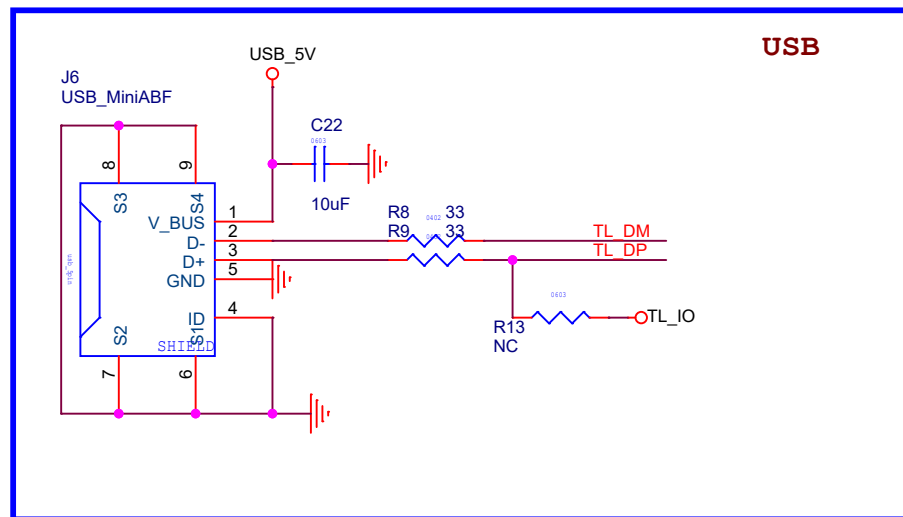 USB
USB_5V
J6
USB_MiniABF
C22
0603
10uF
8
9
S3
S4
V_BUS
1
D-
2
D+
3
GND
5
ID
4
S2
S1
SHIELD
7
6
R8
0402
33
R9
33
TL_DM
TL_DP
0603
R13
NC
TL_IO